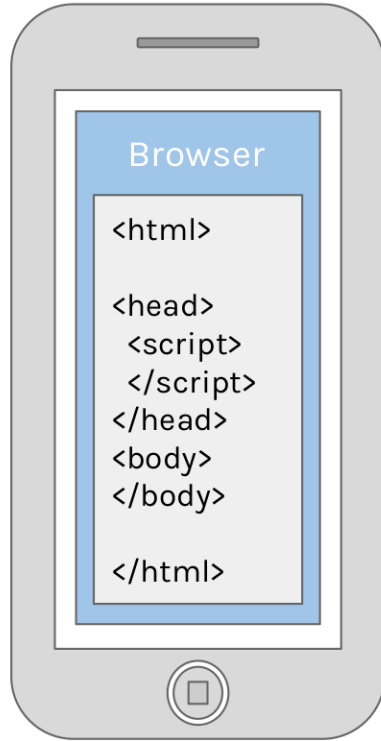 Browser
<html>
<head>
<script>
</script>
</head>
<body>
</body>
</html>